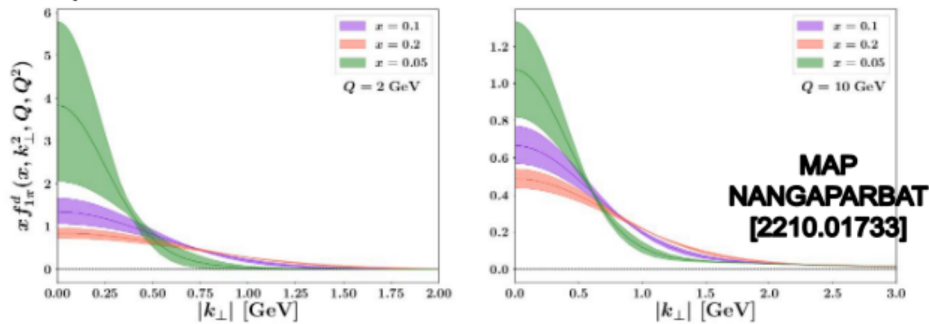 6
5
4
3
2
1
0
x f^d_{1π}(x, k²_⊥, Q, Q²)
x = 0.1
x = 0.2
x = 0.05
Q = 2 GeV
0.00 0.25 0.50 0.75 1.00 1.25 1.50 1.75 2.00
|k_⊥| [GeV]
1.2
1.0
0.8
0.6
0.4
0.2
0.0
x = 0.1
x = 0.2
x = 0.05
Q = 10 GeV
MAP
NANGAPARBAT
[2210.01733]
0.0 0.5 1.0 1.5 2.0 2.5 3.0
|k_⊥| [GeV]